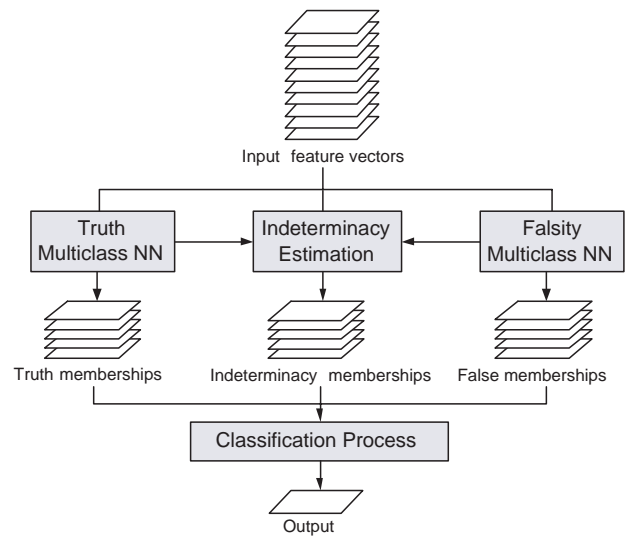 Input feature vectors
Truth
Multiclass NN
Indeterminacy
Estimation
Falsity
Multiclass NN
Truth memberships
Indeterminacy memberships
False memberships
Classification Process
Output